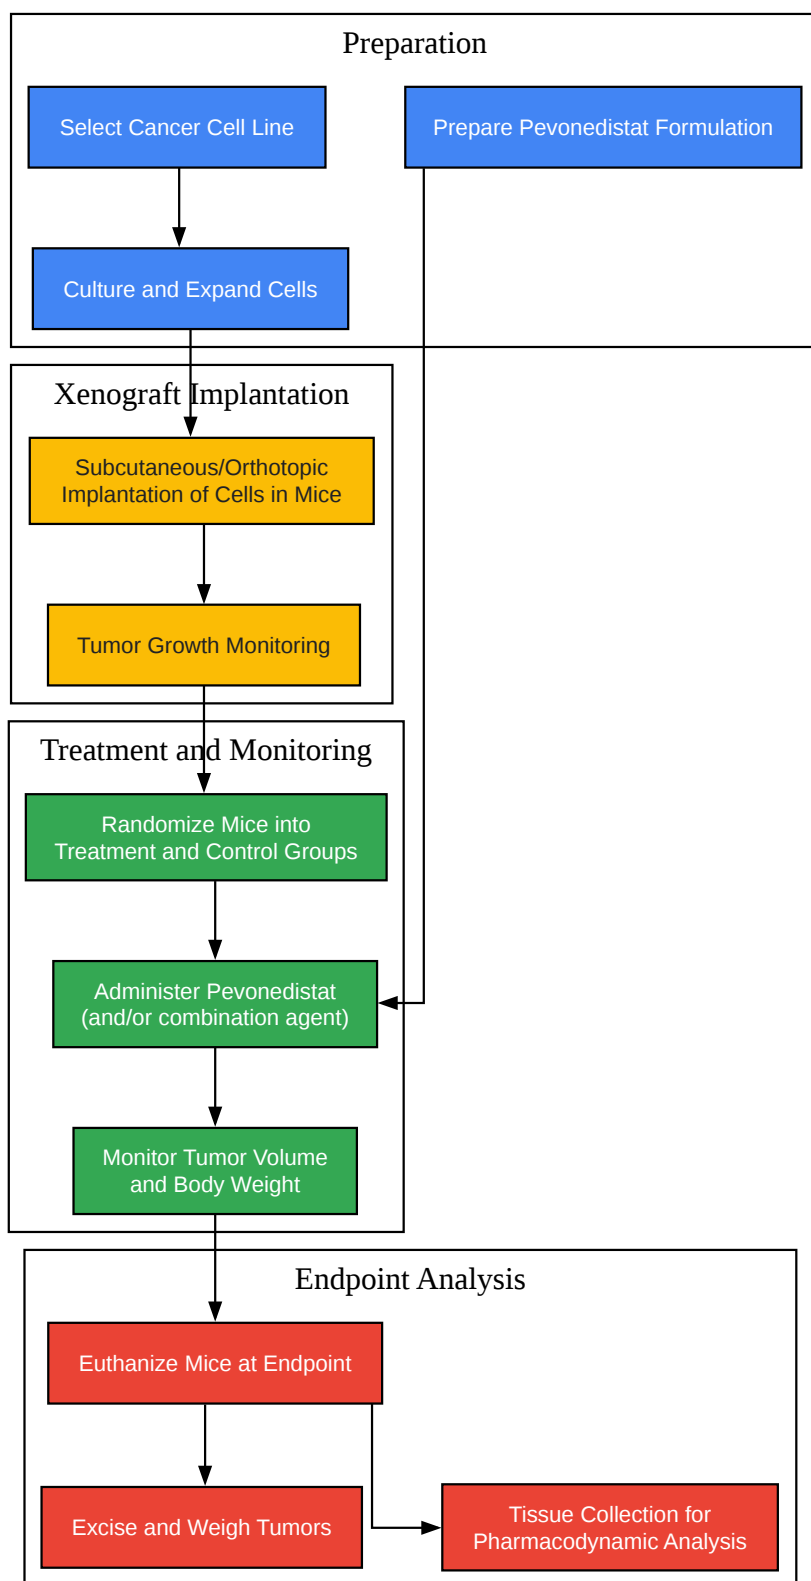 Preparation
Select Cancer Cell Line
Prepare Pevonedistat Formulation
Culture and Expand Cells
Xenograft Implantation
Subcutaneous/Orthotopic
Implantation of Cells in Mice
Tumor Growth Monitoring
Treatment and Monitoring
Randomize Mice into
Treatment and Control Groups
Administer Pevonedistat
(and/or combination agent)
Monitor Tumor Volume
and Body Weight
Endpoint Analysis
Euthanize Mice at Endpoint
Excise and Weigh Tumors
Tissue Collection for
Pharmacodynamic Analysis